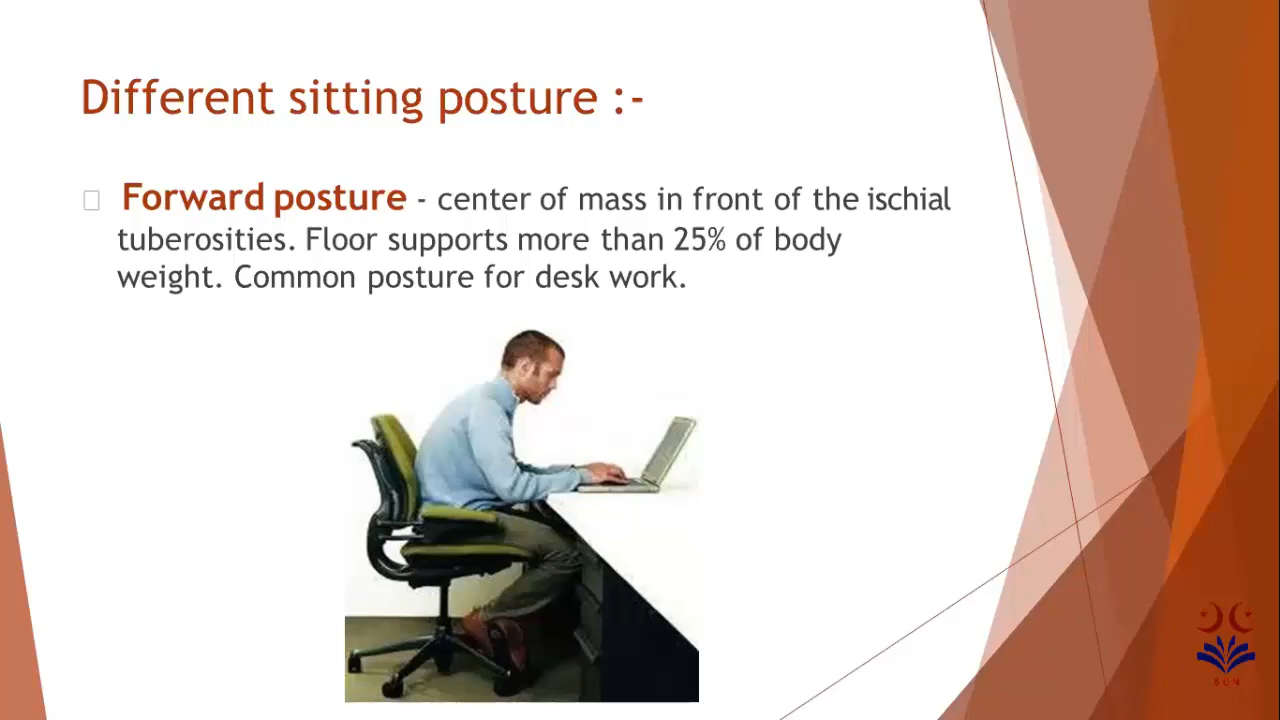 Different sitting posture :-
Forward posture - center of mass in front of the ischial
tuberosities. Floor supports more than 25% of body
weight. Common posture for desk work.